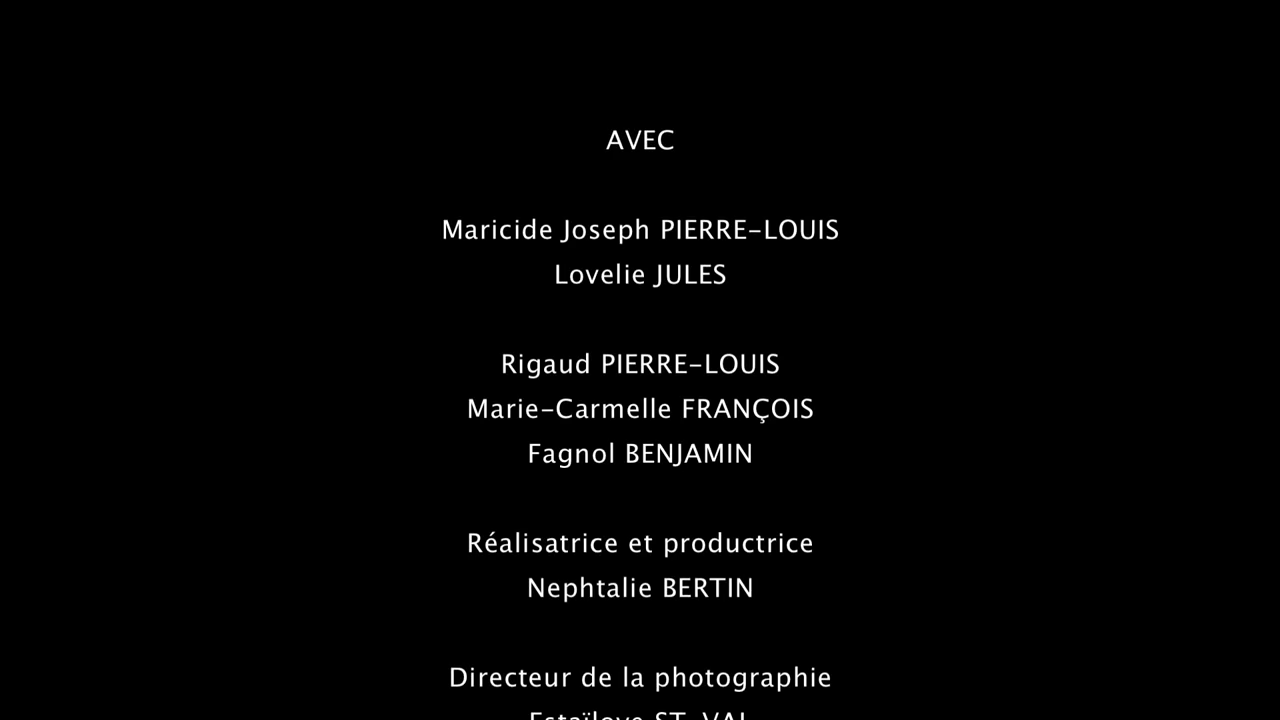 AVEC
Maricide Joseph PIERRE-LOUIS
Lovelie JULES
Rigaud PIERRE-LOUIS
Marie-Carmelle FRANÇOIS
Fagnol BENJAMIN
Réalisatrice et productrice
Nephtalie BERTIN
Directeur de la photographie